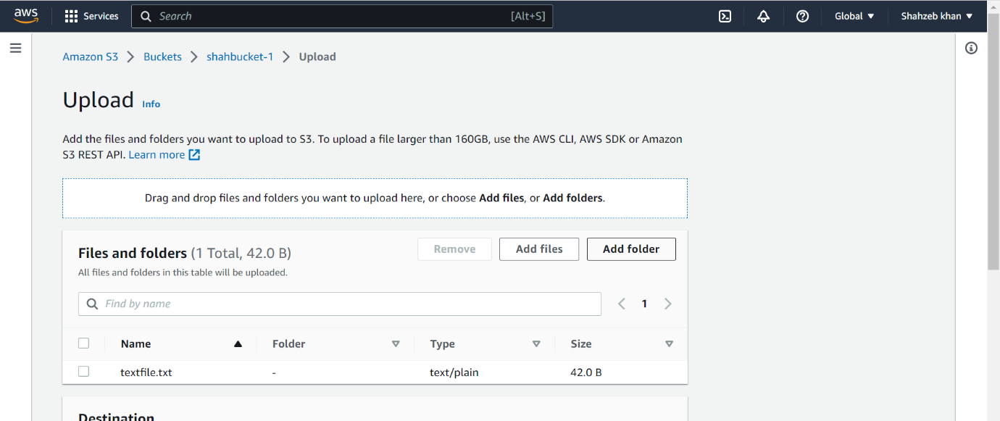 aws Services Search [Alt+S] Global Shahzeb khan
Amazon S3 Buckets shahbucket-1 Upload
Upload Info
Add the files and folders you want to upload to S3. To upload a file larger than 160GB, use the AWS CLI, AWS SDK or Amazon
S3 REST API. Learn more
Drag and drop files and folders you want to upload here, or choose Add files, or Add folders.
Files and folders (1 Total, 42.0 B) Remove Add files Add folder
All files and folders in this table will be uploaded.
Find by name 1
Name Folder Type Size
textfile.txt - text/plain 42.0 B
Destination